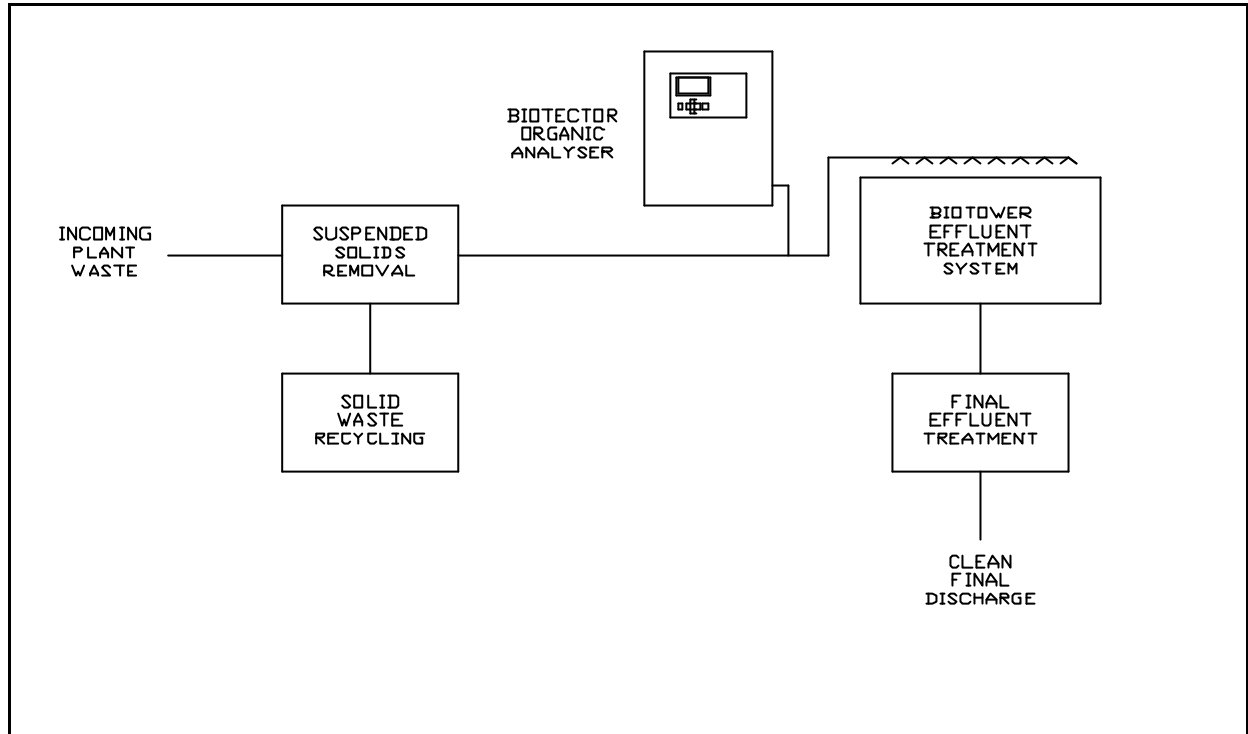 BIOTECTOR
ORGANIC
ANALYSER
INCOMING
PLANT
WASTE
SUSPENDED
SOLIDS
REMOVAL
BIOTOWER
EFFLUENT
TREATMENT
SYSTEM
SOLID
WASTE
RECYCLING
FINAL
EFFLUENT
TREATMENT
CLEAN
FINAL
DISCHARGE